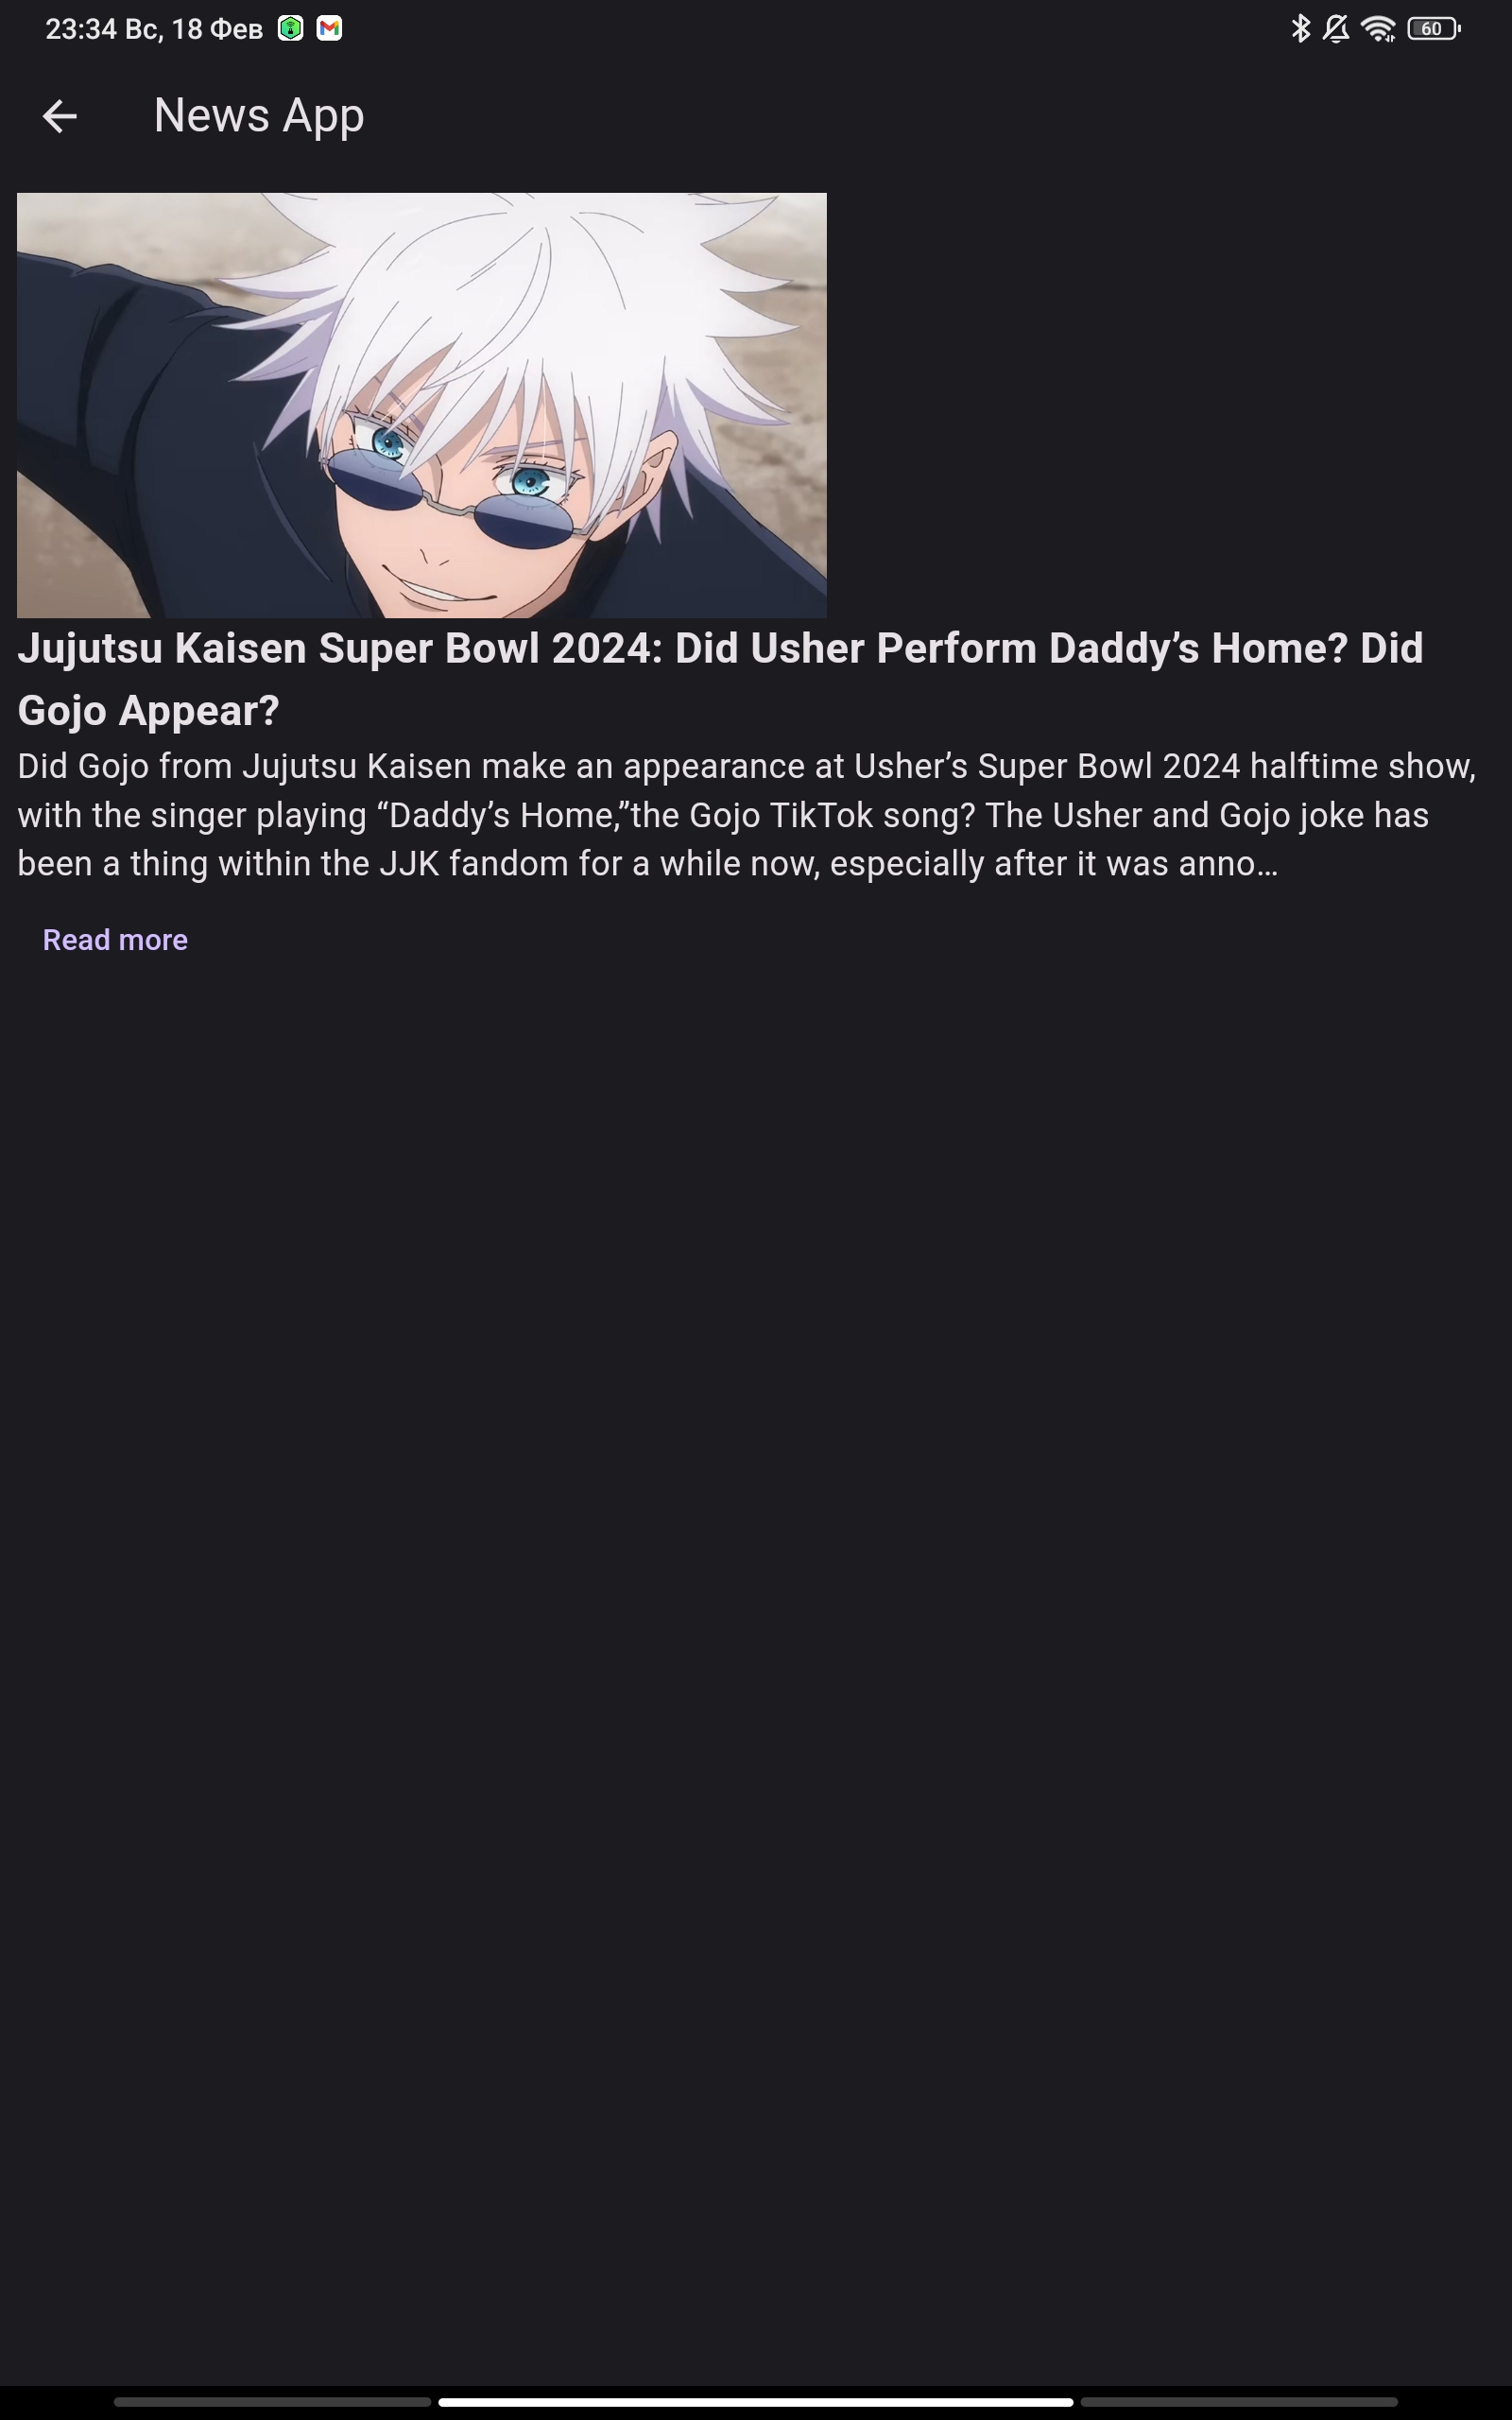 23:34 Вс, 18 Фев
60
News App
Jujutsu Kaisen Super Bowl 2024: Did Usher Perform Daddy’s Home? Did
Gojo Appear?
Did Gojo from Jujutsu Kaisen make an appearance at Usher’s Super Bowl 2024 halftime show,
with the singer playing “Daddy’s Home,”the Gojo TikTok song? The Usher and Gojo joke has
been a thing within the JJK fandom for a while now, especially after it was anno…
Read more